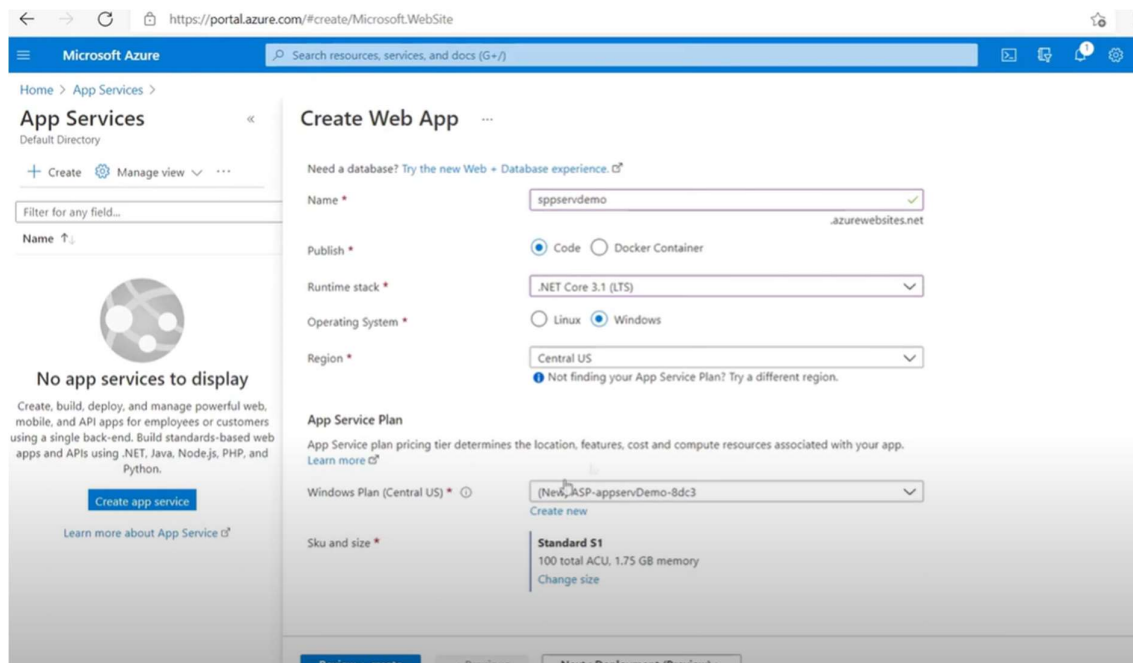 https://portal.azure.com/#create/Microsoft.WebSite
Microsoft Azure
Search resources, services, and docs (G+/)
1
Home > App Services >
App Services
Default Directory
Create
Manage view
Filter for any field...
Name ↑↓
No app services to display
Create, build, deploy, and manage powerful web,
mobile, and API apps for employees or customers
using a single back-end. Build standards-based web
apps and APIs using .NET, Java, Node.js, PHP, and
Python.
Create app service
Learn more about App Service
Create Web App ...
Need a database? Try the new Web + Database experience.
Name * sppservdemo
.azurewebsites.net
Publish * Code Docker Container
Runtime stack * .NET Core 3.1 (LTS)
Operating System * Linux Windows
Region * Central US
Not finding your App Service Plan? Try a different region.
App Service Plan
App Service plan pricing tier determines the location, features, cost and compute resources associated with your app.
Learn more
Windows Plan (Central US) * (New) ASP-appservDemo-8dc3
Create new
Sku and size * Standard S1
100 total ACU, 1.75 GB memory
Change size